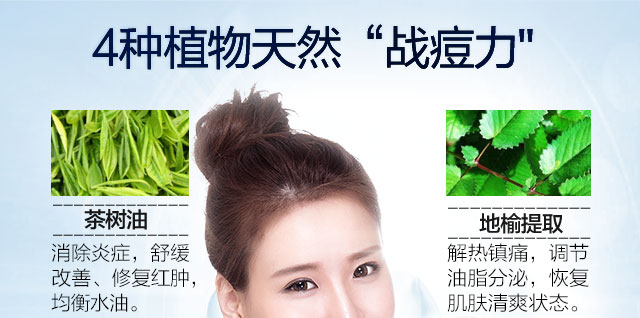 4种植物天然“战痘力"
茶树油
消除炎症，舒缓
改善、修复红肿，
均衡水油。
地榆提取
解热镇痛，调节
油脂分泌，恢复
肌肤清爽状态。